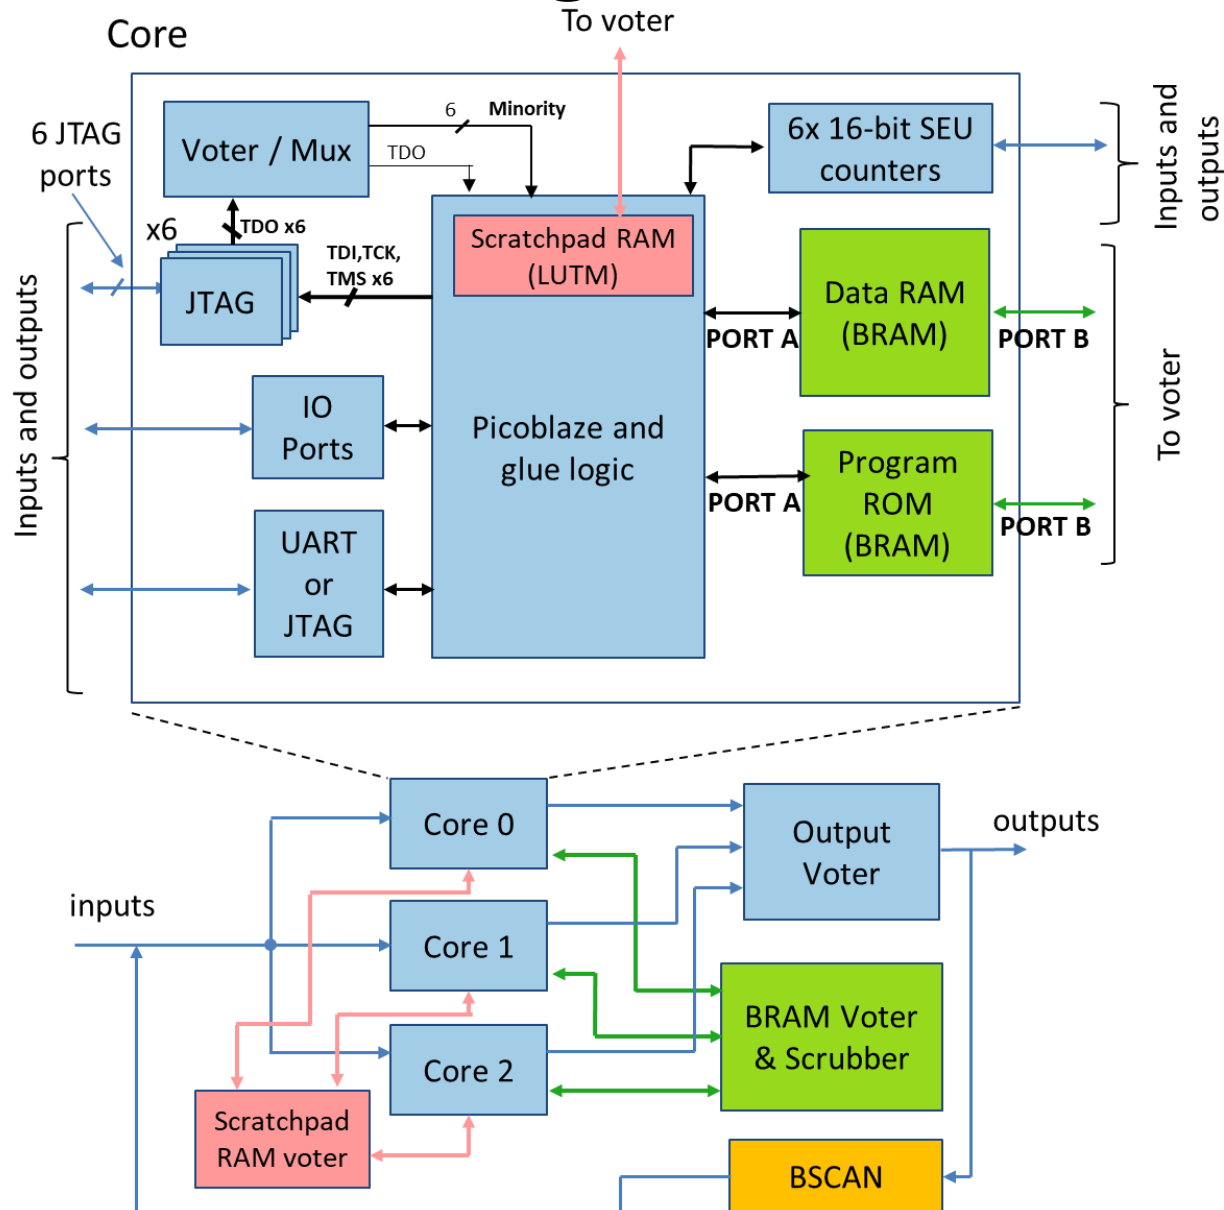 To voter
Core
6
Minority
Voter / Mux
TDO
6x 16-bit SEU
counters
Inputs and
outputs
6 JTAG
ports
x6
TDO x6
TDI,TCK,
TMS x6
JTAG
Scratchpad RAM
(LUTM)
Data RAM
(BRAM)
PORT A
PORT B
Inputs and outputs
IO
Ports
Picoblaze and
glue logic
To voter
Program
ROM
(BRAM)
PORT A
PORT B
UART
or
JTAG
Core 0
Output
Voter
outputs
inputs
Core 1
BRAM Voter
& Scrubber
Core 2
Scratchpad
RAM voter
BSCAN